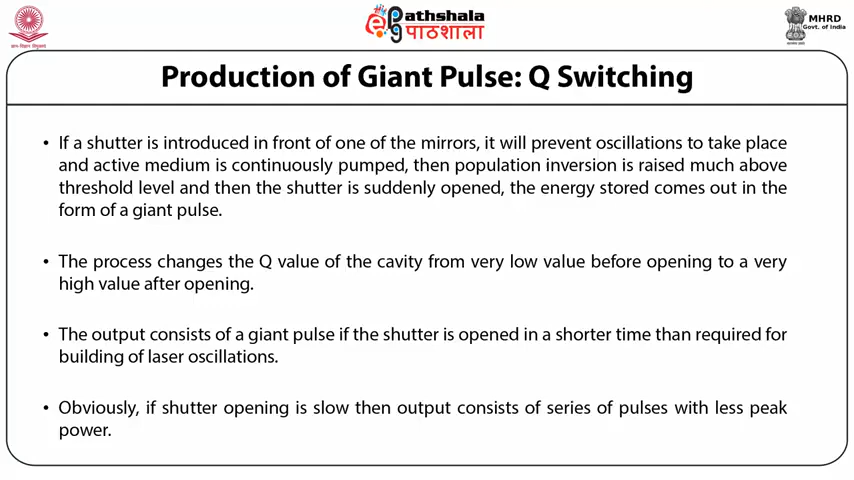 ePathshala
पाठशाला
MHRD
Govt. of India
Production of Giant Pulse: Q Switching
• If a shutter is introduced in front of one of the mirrors, it will prevent oscillations to take place
and active medium is continuously pumped, then population inversion is raised much above
threshold level and then the shutter is suddenly opened, the energy stored comes out in the
form of a giant pulse.
• The process changes the Q value of the cavity from very low value before opening to a very
high value after opening.
• The output consists of a giant pulse if the shutter is opened in a shorter time than required for
building of laser oscillations.
• Obviously, if shutter opening is slow then output consists of series of pulses with less peak
power.